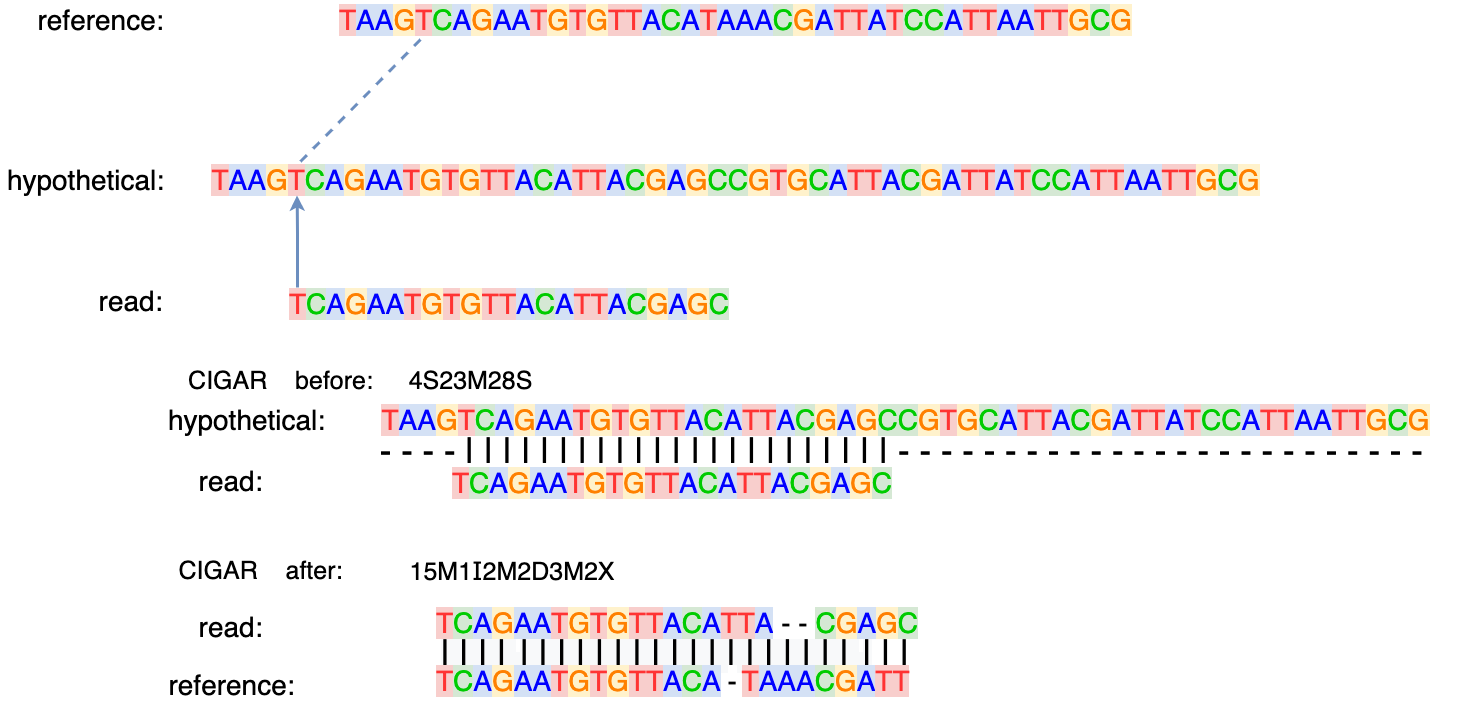 reference: TAAGTCAGAATGTGTTACATAAACGATTATCCATTAATTGCG
hypothetical: TAAGTCAGAATGTGTTACATTACGAGCCGTGCATTACGATTATCCATTAATTGCG
read: TCAGAATGTGTTACATTACGAGC
CIGAR before: 4S23M28S
hypothetical: TAAGTCAGAATGTGTTACATTACGAGCCGTGCATTACGATTATCCATTAATTGCG
read: TCAGAATGTGTTACATTACGAGC
CIGAR after: 15M1I2M2D3M2X
read: TCAGAATGTGTTACATTA--CGAGC
reference: TCAGAATGTGTTACA-TAAACGATT